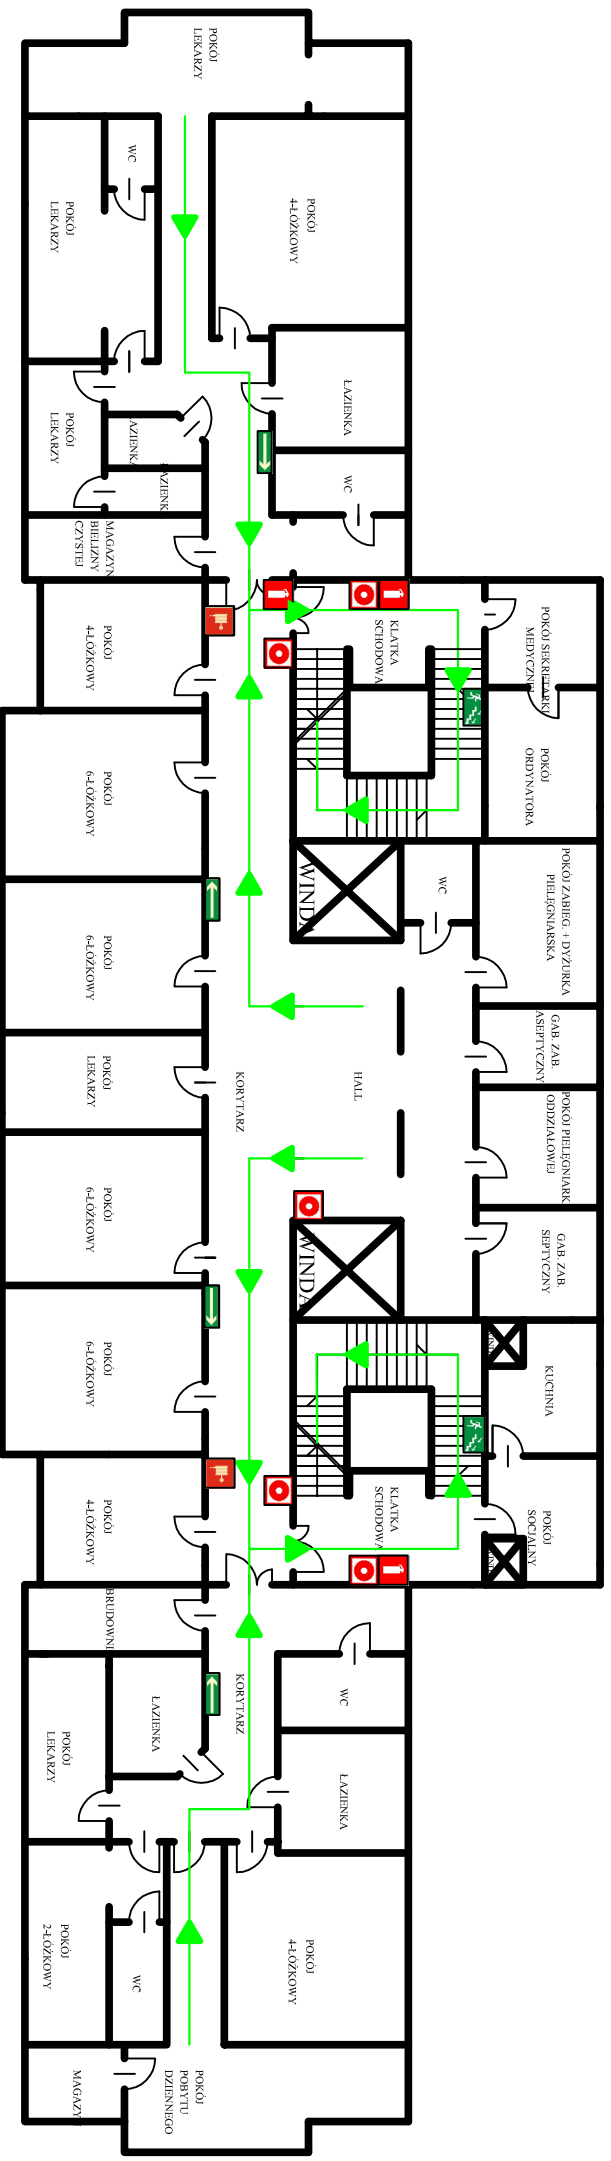 POKÓJ
LEKARZY
WC
POKÓJ
LEKARZY
POKÓJ
4-ŁÓŻKOWY
ŁAZIENKA
POKÓJ
LEKARZY
ŁAZIENKA
ŁAZIENK
WC
MAGAZYN
BIELIZNY
CZYSTEJ
POKÓJ
4-ŁÓŻKOWY
KLATKA
SCHODOWA
POKÓJ SEKRETARKI
MEDYCZNEJ
POKÓJ
6-ŁÓŻKOWY
POKÓJ
ORDYNATORA
WINDA
WC
POKÓJ ZABIEG. + DYŻURKA
PIELĘGNIARSKA
POKÓJ
6-ŁÓŻKOWY
GAB. ZAB.
ASEPTYCZNY
POKÓJ
LEKARZY
KORYTARZ
HALL
POKÓJ PIELĘGNIARK
ODDZIAŁOWEJ
POKÓJ
6-ŁÓŻKOWY
WINDA
GAB. ZAB.
SEPTYCZNY
POKÓJ
6-ŁÓŻKOWY
KUCHNIA
POKÓJ
4-ŁÓŻKOWY
KLATKA
SCHODOWA
POKÓJ
SOCJALNY
BRUDOWNI
KORYTARZ
WC
ŁAZIENKA
POKÓJ
LEKARZY
ŁAZIENKA
POKÓJ
2-ŁÓŻKOWY
WC
POKÓJ
4-ŁÓŻKOWY
MAGAZYN
POKÓJ
POBYTU
DZIENNEGO